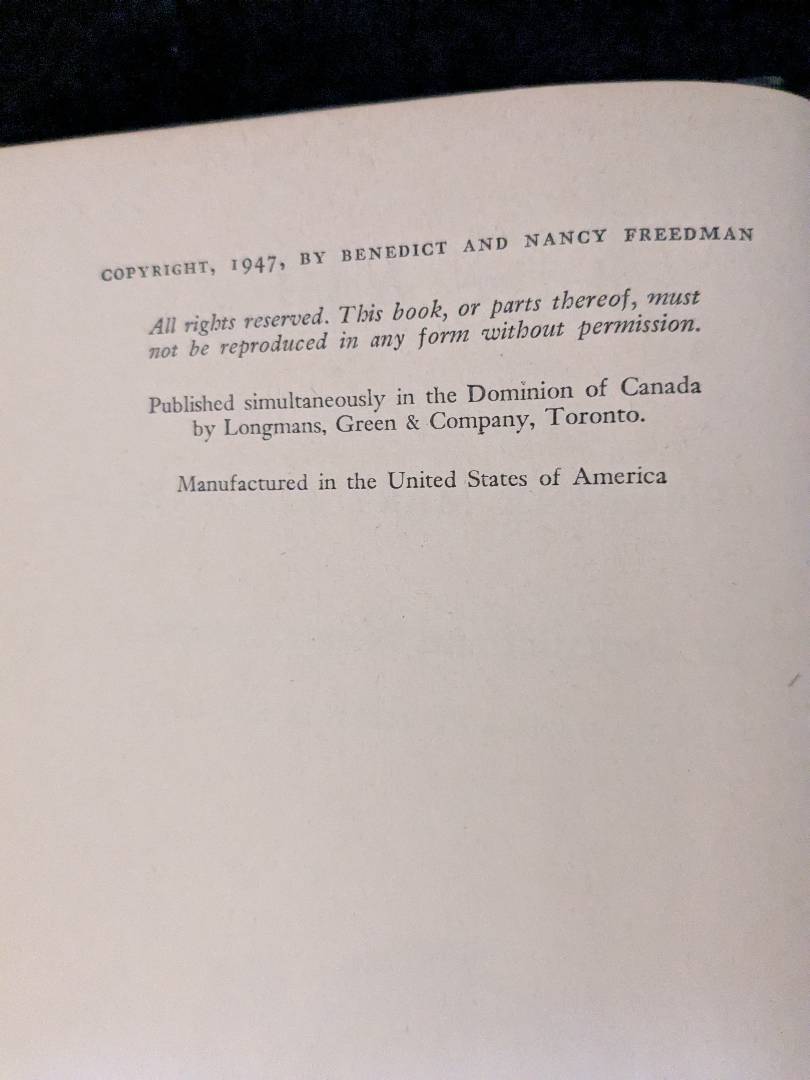 COPYRIGHT, 1947, BY BENEDICT AND NANCY FREEDMAN
All rights reserved. This book, or parts thereof, must
not be reproduced in any form without permission.
Published simultaneously in the Dominion of Canada
by Longmans, Green & Company, Toronto.
Manufactured in the United States of America